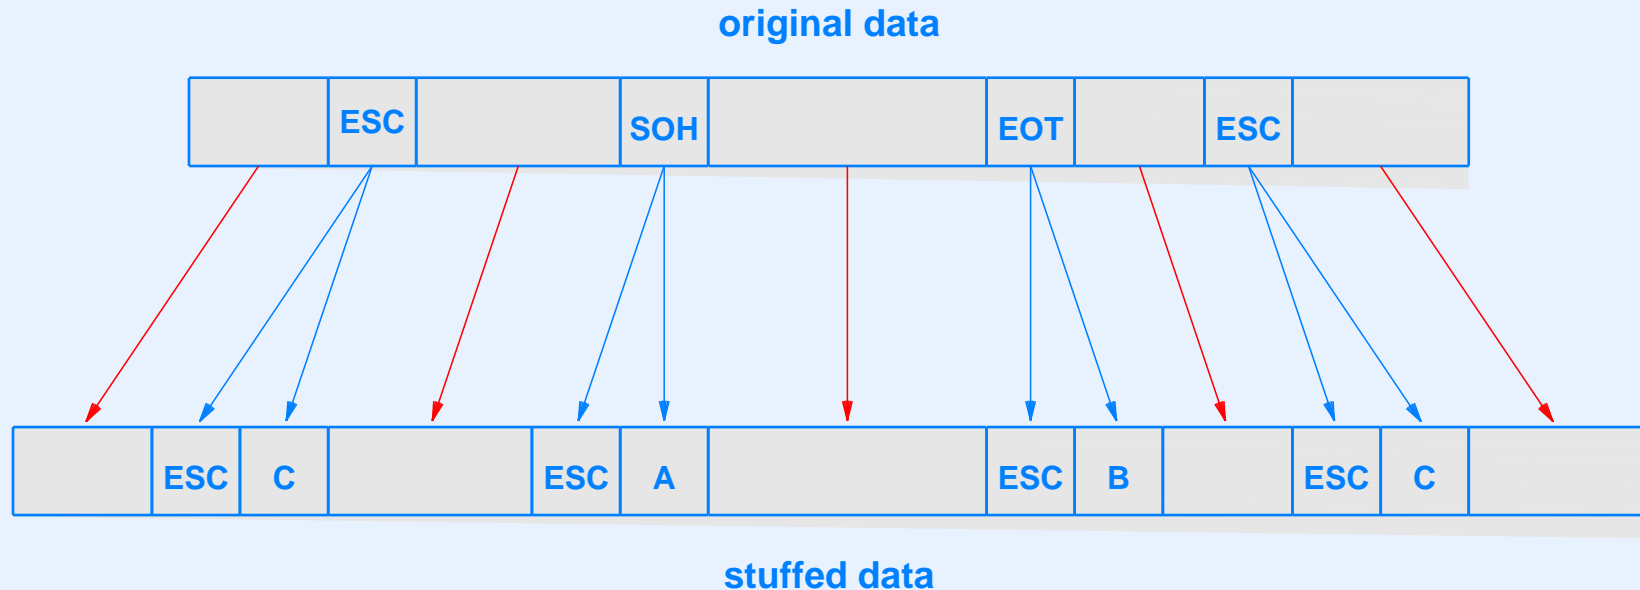 original data
ESC SOH EOT ESC
ESC C ESC A ESC B ESC C
stuffed data